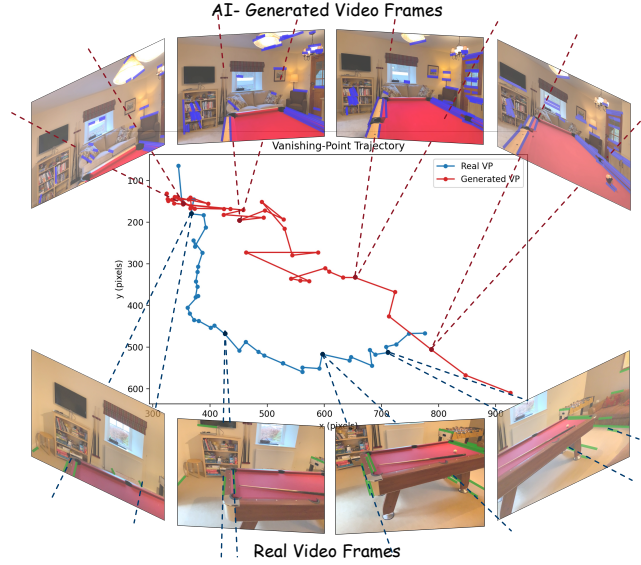 AI- Generated Video Frames
Vanishing-Point Trajectory
Real VP
Generated VP
y (pixels)
100
200
300
400
500
600
300
400
500
600
700
800
900
x (pixels)
Real Video Frames